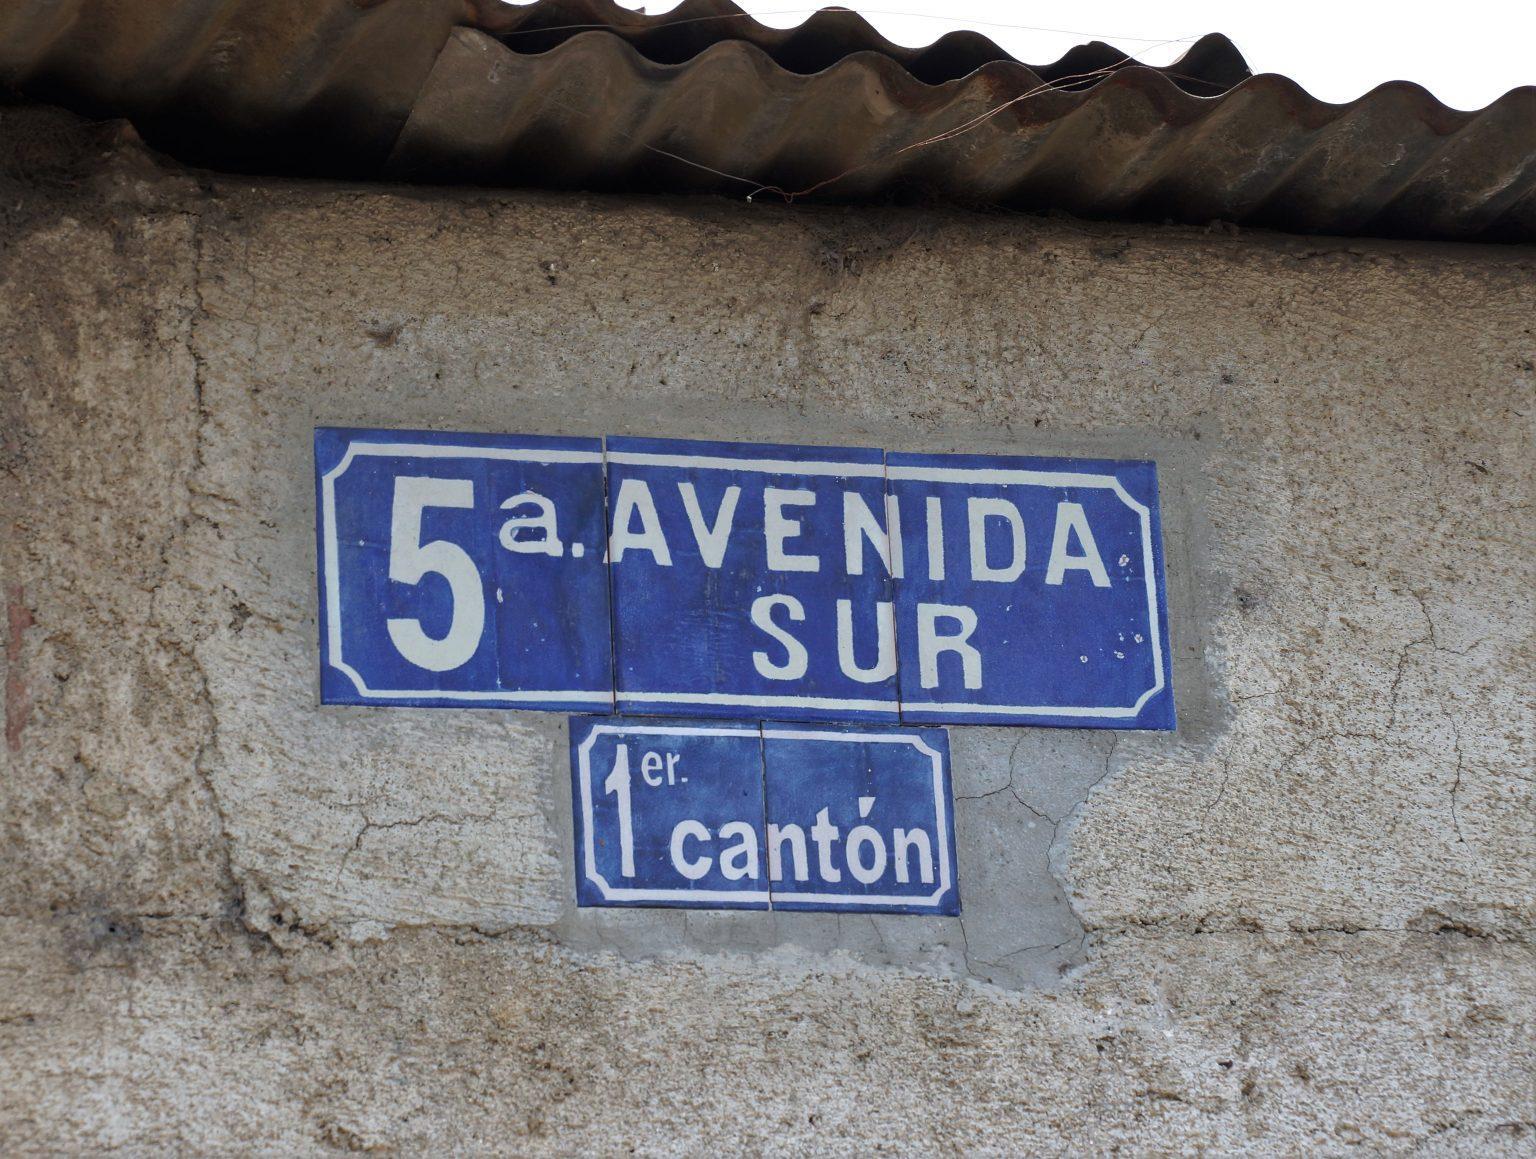 5a. AVENIDA
SUR
1er.
cantón